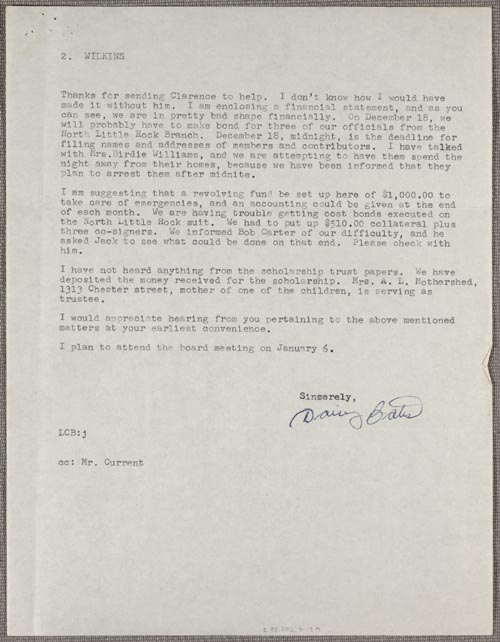 2. WILKINS
Thanks for sending Clarence to help. I don't know how I would have
made it without him. I am enclosing a financial statement, and as you
can see, we are in pretty bad shape financially. On December 18, we
will probably have to make bond for three of our officials from the
North Little Rock Branch. December 18, midnight, is the deadline for
filing names and addresses of members and contributors. I have talked
with Mrs.Birdie Williams, and we are attempting to have them spend the
night away from their homes, because we have been informed that they
plan to arrest them after midnite.
I am suggesting that a revolving fund be set up here of $1,000.00 to
take care of emergencies, and an accounting could be given at the end
of each month. We are having trouble getting cost bonds executed on
the North Little Rock suit. We had to put up $510.00 collateral plus
three co-signers. We informed Bob Carter of our difficulty, and he
asked Jack to see what could be done on that end. Please check with
him.
I have not heard anything from the scholarship trust papers. We have
deposited the money received for the scholarship. Mrs. A. L. Mothershed,
1313 Chester street, mother of one of the children, is serving as
trustee.
I would appreciate hearing from you pertaining to the above mentioned
matters at your earliest convenience.
I plan to attend the board meeting on January 6.
Sincerely,
Daisy Bates
LCB:j
cc: Mr. Current